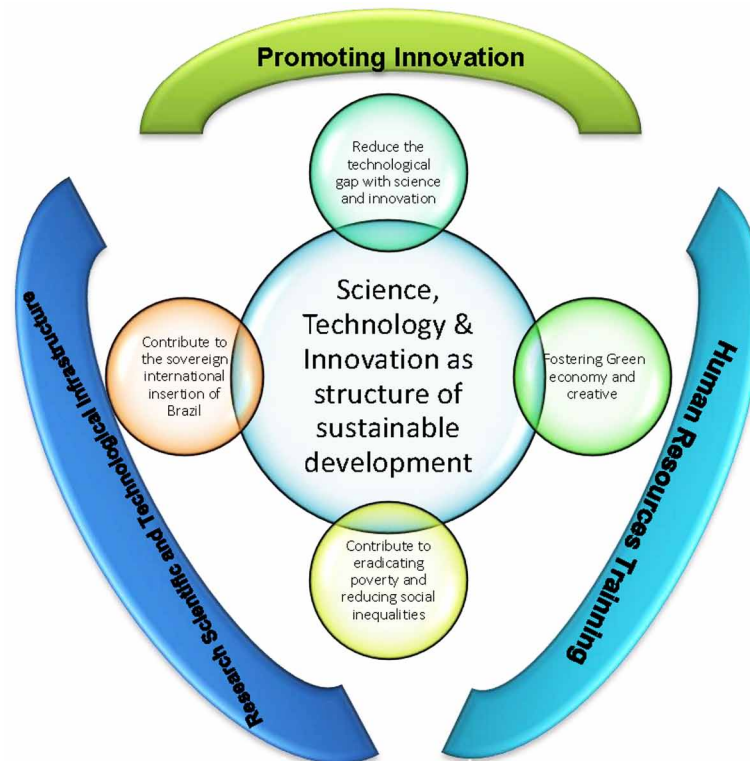 Promoting Innovation
Reduce the
technological
gap with science
and innovation
Science,
Technology &
Innovation as
structure of
sustainable
development
Contribute to
the sovereign
international
insertion of
Brazil
Fostering Green
economy and
creative
Contribute to
eradicating
poverty and
reducing social
inequalities
Research Scientific and Technological Infrastructure
Human Resources Trainning